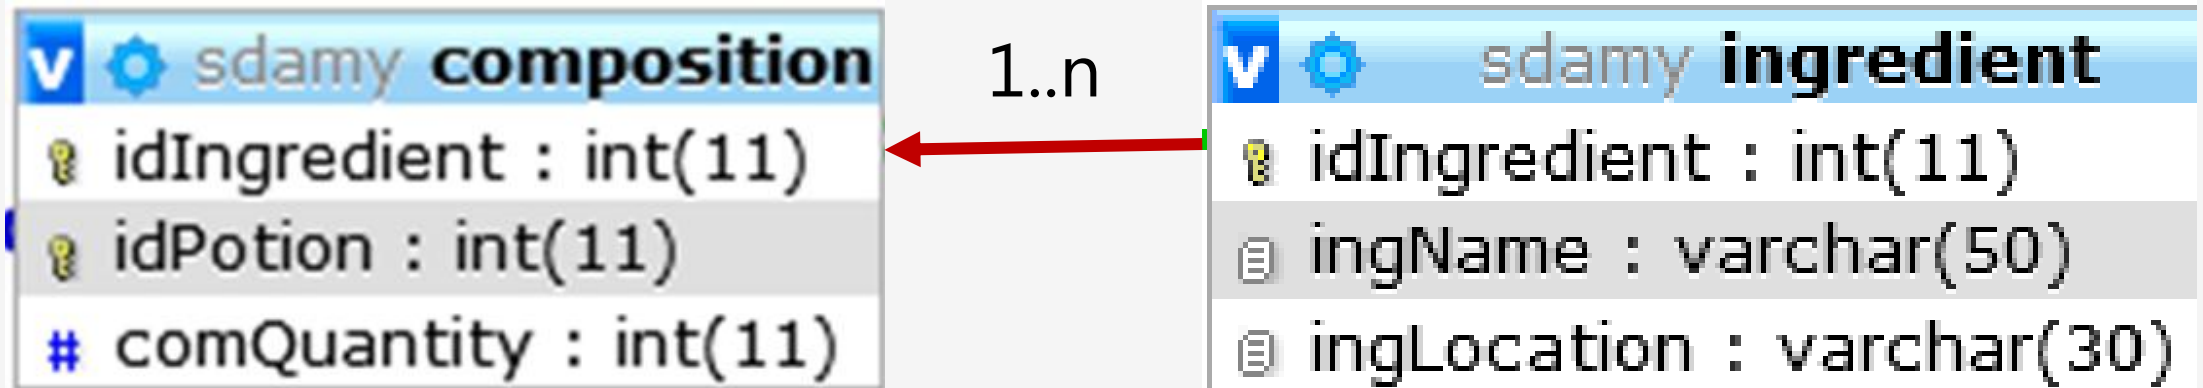 sdamy composition
idIngredient : int(11)
idPotion : int(11)
# comQuantity : int(11)
1..n
sdamy ingredient
idIngredient : int(11)
ingName : varchar(50)
ingLocation : varchar(30)